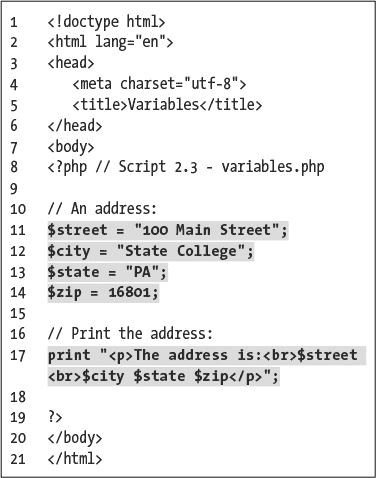 1 <!doctype html>
2 <html lang="en">
3 <head>
4 <meta charset="utf-8">
5 <title>Variables</title>
6 </head>
7 <body>
8 <?php // Script 2.3 - variables.php
9
10 // An address:
11 $street = "100 Main Street";
12 $city = "State College";
13 $state = "PA";
14 $zip = 16801;
15
16 // Print the address:
17 print "<p>The address is:<br>$street
<br>$city $state $zip</p>";
18
19 ?>
20 </body>
21 </html>